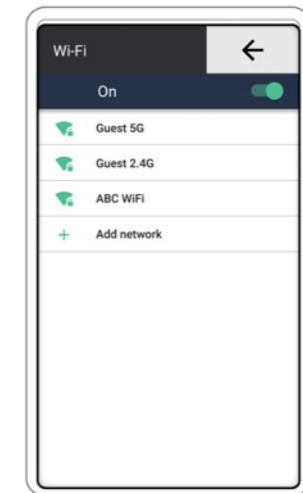 Wi-Fi
On
Guest 5G
Guest 2.4G
ABC WiFi
Add network